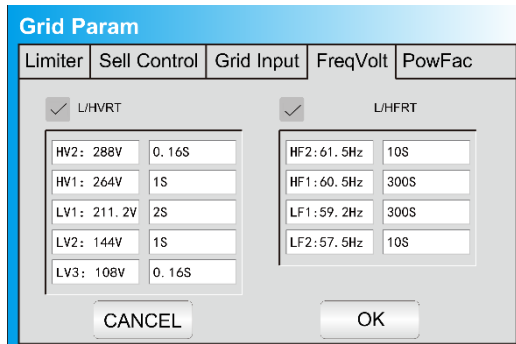 Grid Param
Limiter Sell Control Grid Input FreqVolt PowFac
L/HVRT
HV2: 288V 0.16S
HV1: 264V 1S
LV1: 211.2V 2S
LV2: 144V 1S
LV3: 108V 0.16S
L/HFRT
HF2:61.5Hz 10S
HF1:60.5Hz 300S
LF1:59.2Hz 300S
LF2:57.5Hz 10S
CANCEL OK